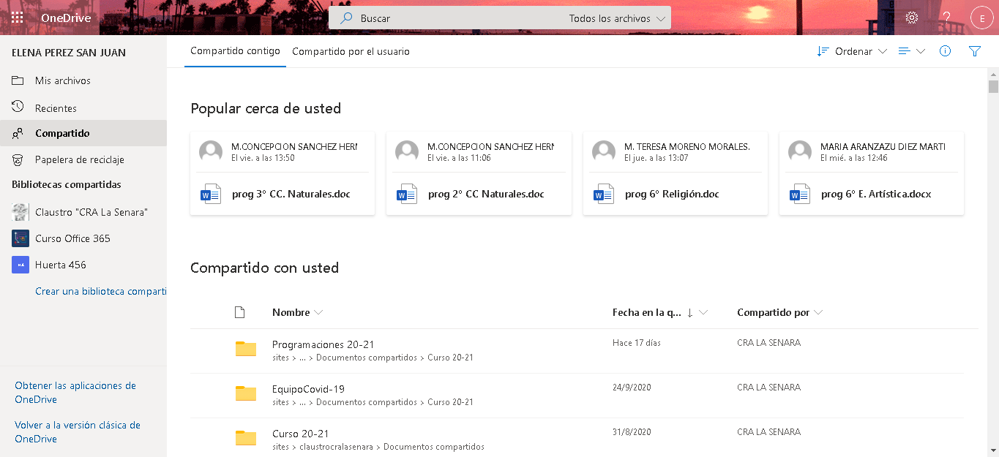 OneDrive
Buscar
Todos los archivos
?
E
ELENA PEREZ SAN JUAN
Mis archivos
Recientes
Compartido
Papelera de reciclaje
Bibliotecas compartidas
Claustro "CRA La Senara"
Curso Office 365
Huerta 456
Crear una biblioteca comparti
Obtener las aplicaciones de
OneDrive
Volver a la versión clásica de
OneDrive
Compartido contigo
Compartido por el usuario
Ordenar
Popular cerca de usted
M.CONCEPCION SANCHEZ HERN
El vie. a las 13:50
prog 3º CC. Naturales.doc
M.CONCEPCION SANCHEZ HERN
El vie. a las 11:06
prog 2º CC Naturales.doc
M. TERESA MORENO MORALES.
El jue. a las 13:07
prog 6º Religión.doc
MARIA ARANZAZU DIEZ MARTI
El mié. a las 12:46
prog 6º E. Artística.docx
Compartido con usted
Nombre
Fecha en la q... ↓
Compartido por
Programaciones 20-21
sites > ... > Documentos compartidos > Curso 20-21
Hace 17 días
CRA LA SENARA
EquipoCovid-19
sites > ... > Documentos compartidos > Curso 20-21
24/9/2020
CRA LA SENARA
Curso 20-21
sites > claustrocralasenara > Documentos compartidos
31/8/2020
CRA LA SENARA